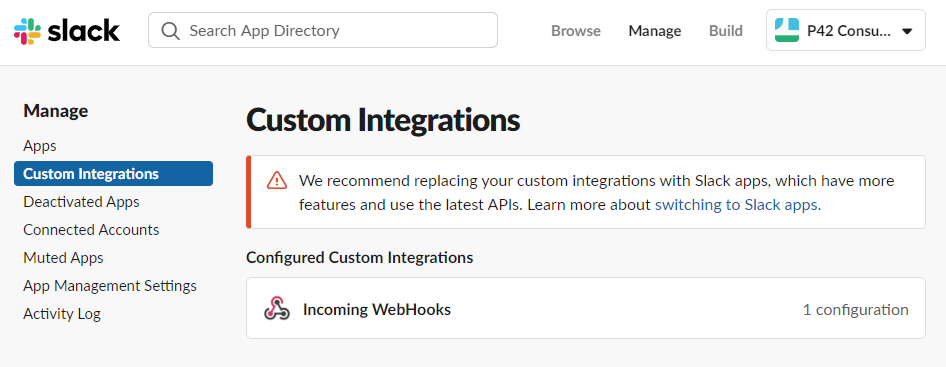 slack
Search App Directory
Browse
Manage
Build
P42 Consu...
Manage
Apps
Custom Integrations
Deactivated Apps
Connected Accounts
Muted Apps
App Management Settings
Activity Log
Custom Integrations
We recommend replacing your custom integrations with Slack apps, which have more
features and use the latest APIs. Learn more about switching to Slack apps.
Configured Custom Integrations
Incoming WebHooks
1 configuration